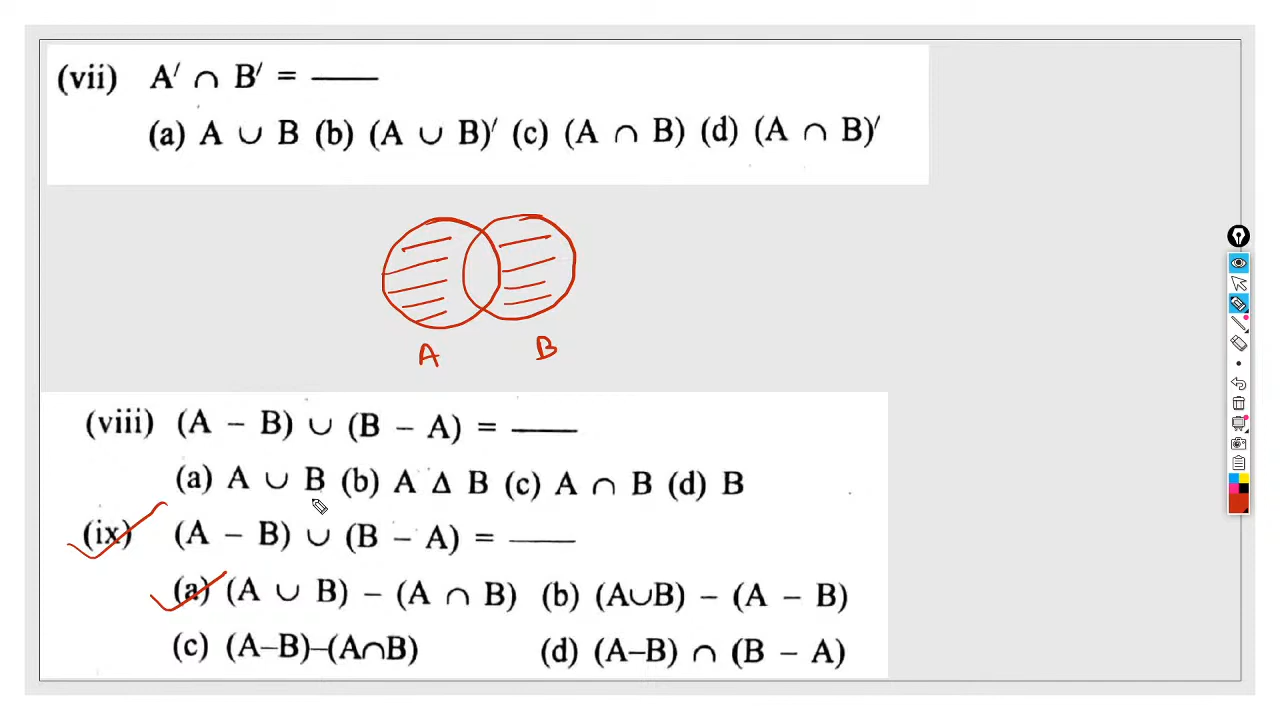 (vii) A′ ∩ B′ = ——
(a) A ∪ B (b) (A ∪ B)′ (c) (A ∩ B) (d) (A ∩ B)′
A B
(viii) (A – B) ∪ (B – A) = ——
(a) A ∪ B (b) A Δ B (c) A ∩ B (d) B
(ix) (A – B) ∪ (B – A) = ——
(a) (A ∪ B) – (A ∩ B) (b) (A∪B) – (A – B)
(c) (A–B)–(A∩B) (d) (A–B) ∩ (B – A)